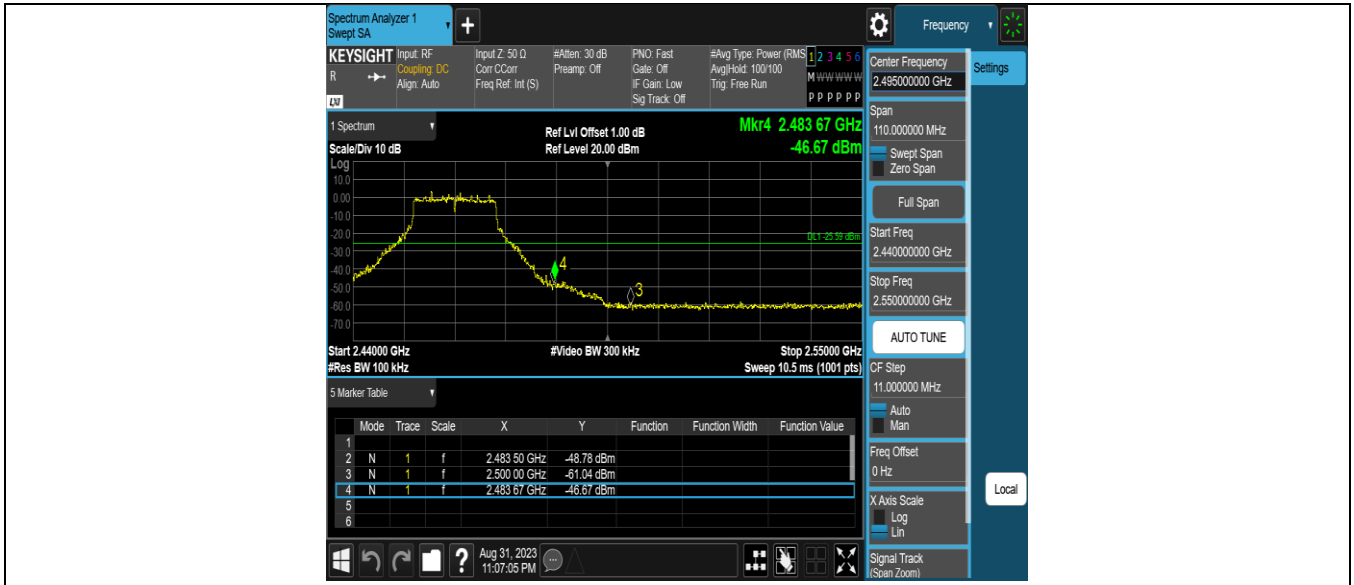 Spectrum Analyzer 1
Swept SA
+
Frequency
KEYSIGHT
R
LXI
Input: RF
Coupling: DC
Align: Auto
Input Z: 50 Ω
Corr CCorr
Freq Ref: Int (S)
#Atten: 30 dB
Preamp: Off
PNO: Fast
Gate: Off
IF Gain: Low
Sig Track: Off
#Avg Type: Power (RMS
Avg|Hold: 100/100
Trig: Free Run
1 2 3 4 5 6
M W W W W W
P P P P P P
1 Spectrum
Scale/Div 10 dB
Ref Lvl Offset 1.00 dB
Ref Level 20.00 dBm
Mkr4 2.483 67 GHz
-46.67 dBm
Log
10.0
0.00
-10.0
-20.0
-30.0
-40.0
-50.0
-60.0
-70.0
DL1 -25.59 dBm
4
3
Start 2.44000 GHz
#Res BW 100 kHz
#Video BW 300 kHz
Stop 2.55000 GHz
Sweep 10.5 ms (1001 pts)
5 Marker Table
Mode Trace Scale X Y Function Function Width Function Value
1
2 N 1 f 2.483 50 GHz -48.78 dBm
3 N 1 f 2.500 00 GHz -61.04 dBm
4 N 1 f 2.483 67 GHz -46.67 dBm
5
6
?
Aug 31, 2023
11:07:05 PM
Center Frequency
2.495000000 GHz
Span
110.000000 MHz
Swept Span
Zero Span
Full Span
Start Freq
2.440000000 GHz
Stop Freq
2.550000000 GHz
AUTO TUNE
CF Step
11.000000 MHz
Auto
Man
Freq Offset
0 Hz
X Axis Scale
Log
Lin
Signal Track
(Span Zoom)
Settings
Local